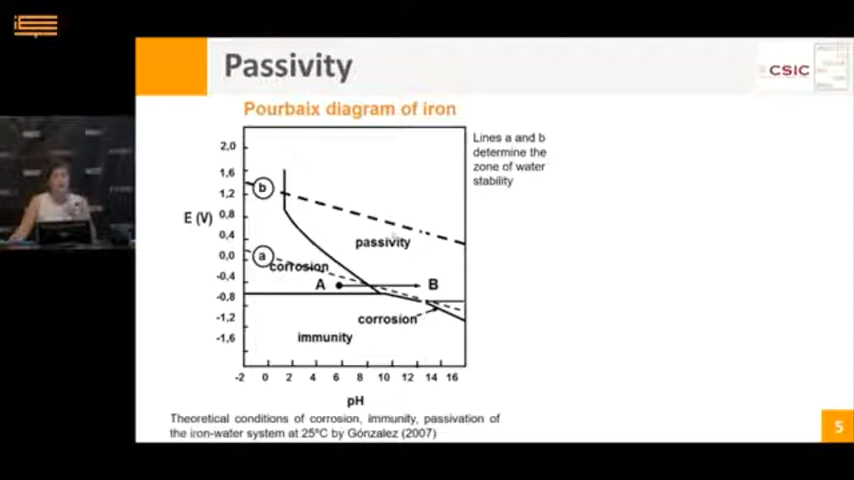 Passivity
CSIC
Pourbaix diagram of iron
Lines a and b
determine the
zone of water
stability
2,0
1,6
b
1,2
E (V)
0,8
passivity
0,4
0,0
a
corrosion
-0,4
A
B
-0,8
-1,2
corrosion
-1,6
immunity
-2 0 2 4 6 8 10 12 14 16
pH
Theoretical conditions of corrosion, immunity, passivation of
the iron-water system at 25ºC by Gónzalez (2007)
5